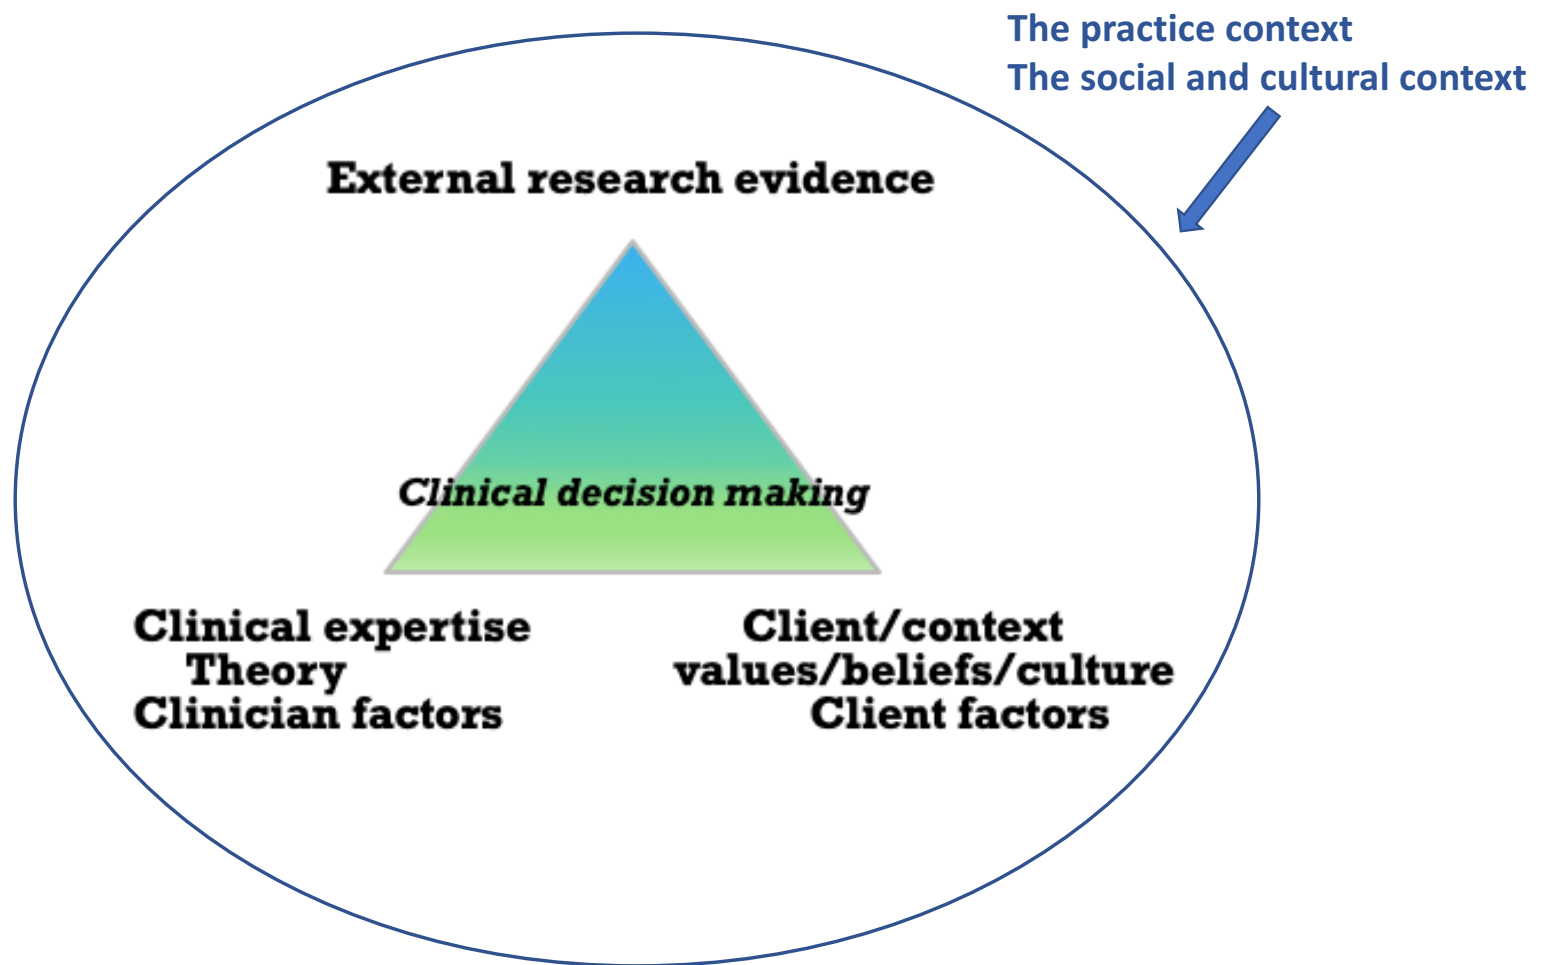 The practice context
The social and cultural context
External research evidence
Clinical decision making
Clinical expertise
Theory
Clinician factors
Client/context
values/beliefs/culture
Client factors